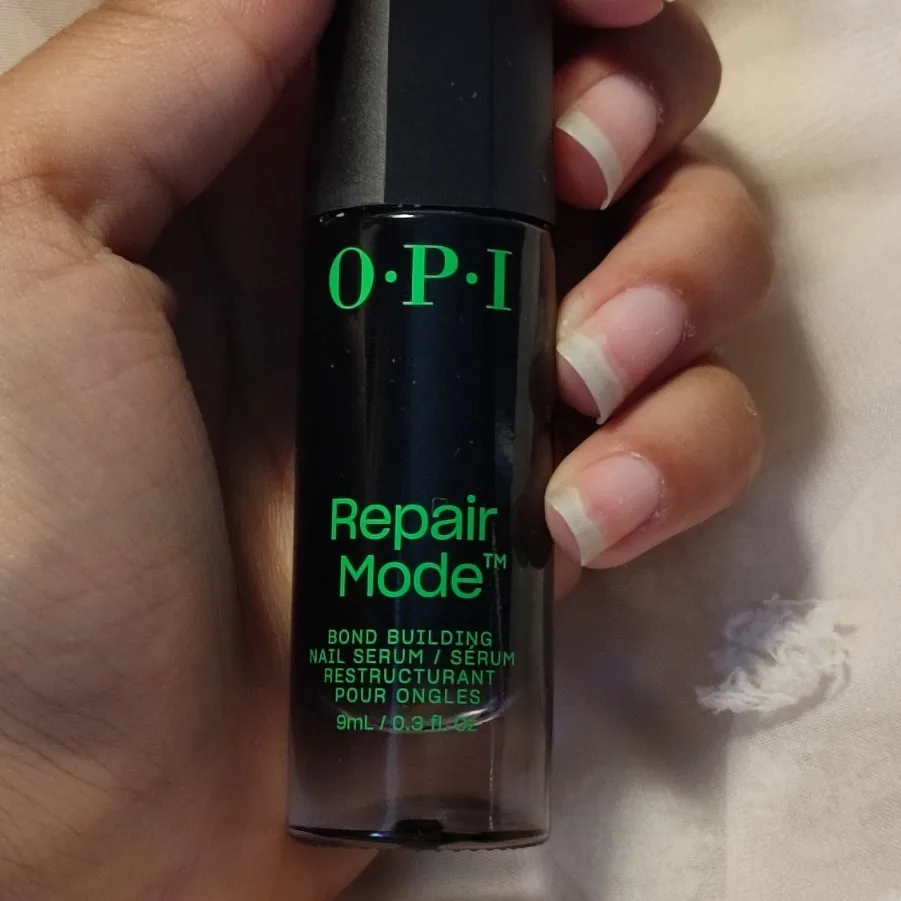 O·P·I
Repair
Mode™
BOND BUILDING
NAIL SERUM / SÉRUM
RESTRUCTURANT
POUR ONGLES
9mL / 0.3 fl. oz